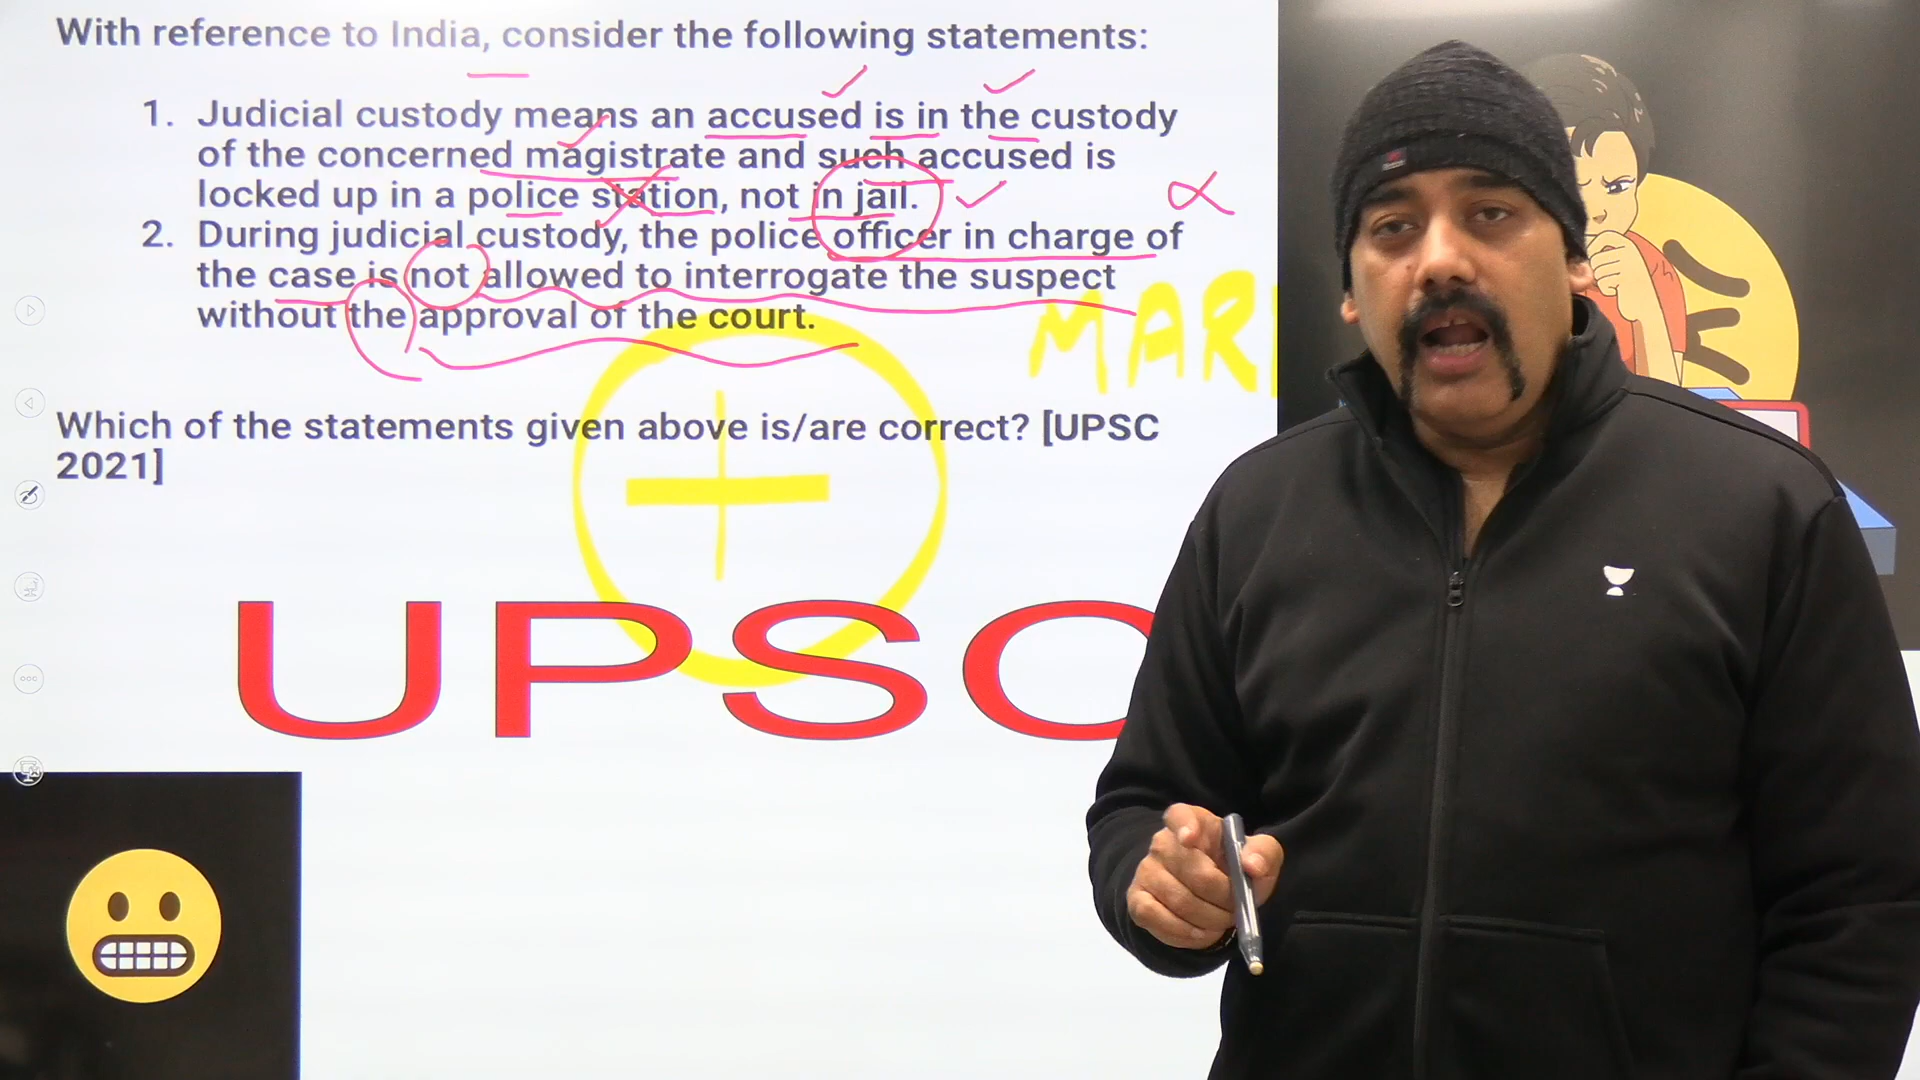 With reference to India, consider the following statements:
1. Judicial custody means an accused is in the custody
of the concerned magistrate and such accused is
locked up in a police station, not in jail.
2. During judicial custody, the police officer in charge of
the case is not allowed to interrogate the suspect
without the approval of the court.
MAR
Which of the statements given above is/are correct? [UPSC
2021]
UPSC